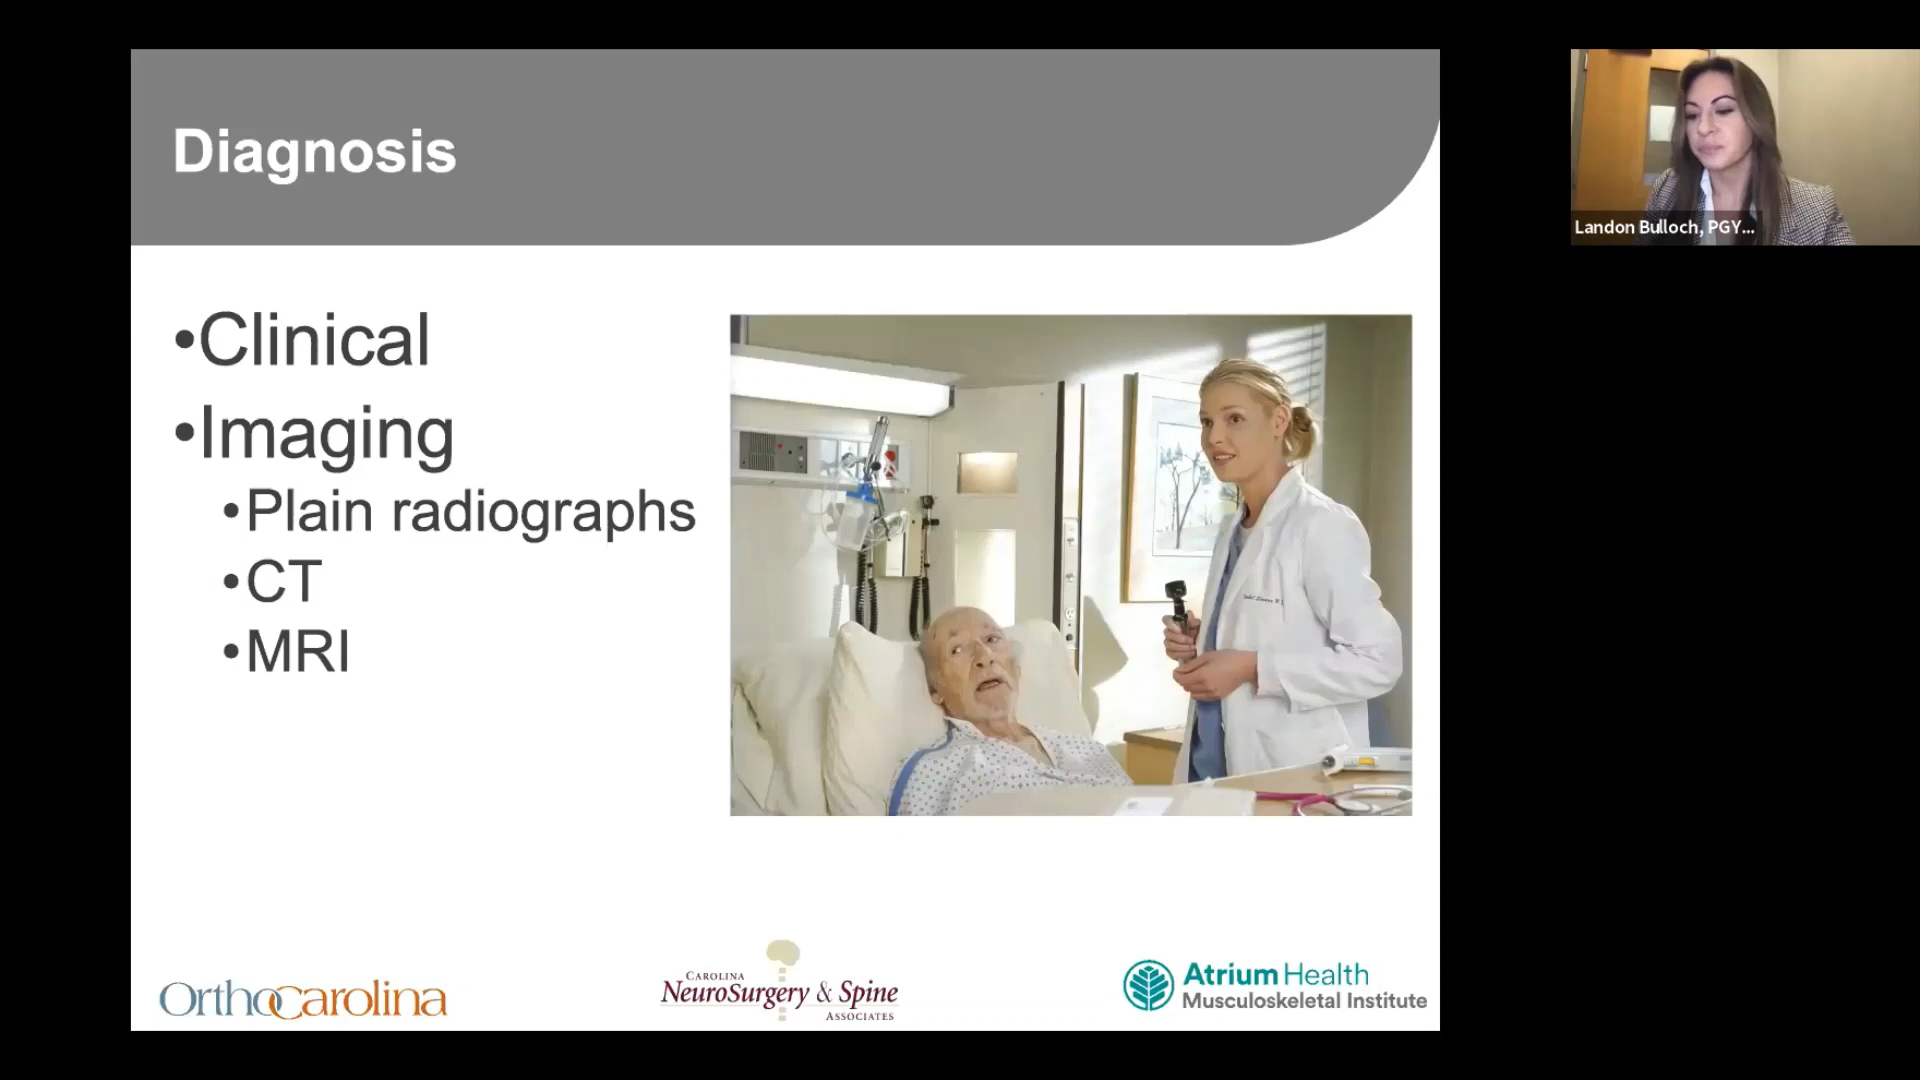 Diagnosis
•Clinical
•Imaging
•Plain radiographs
•CT
•MRI
Landon Bulloch, PGY...
OrthoCarolina
CAROLINA
NEUROSURGERY & SPINE
ASSOCIATES
Atrium Health
Musculoskeletal Institute